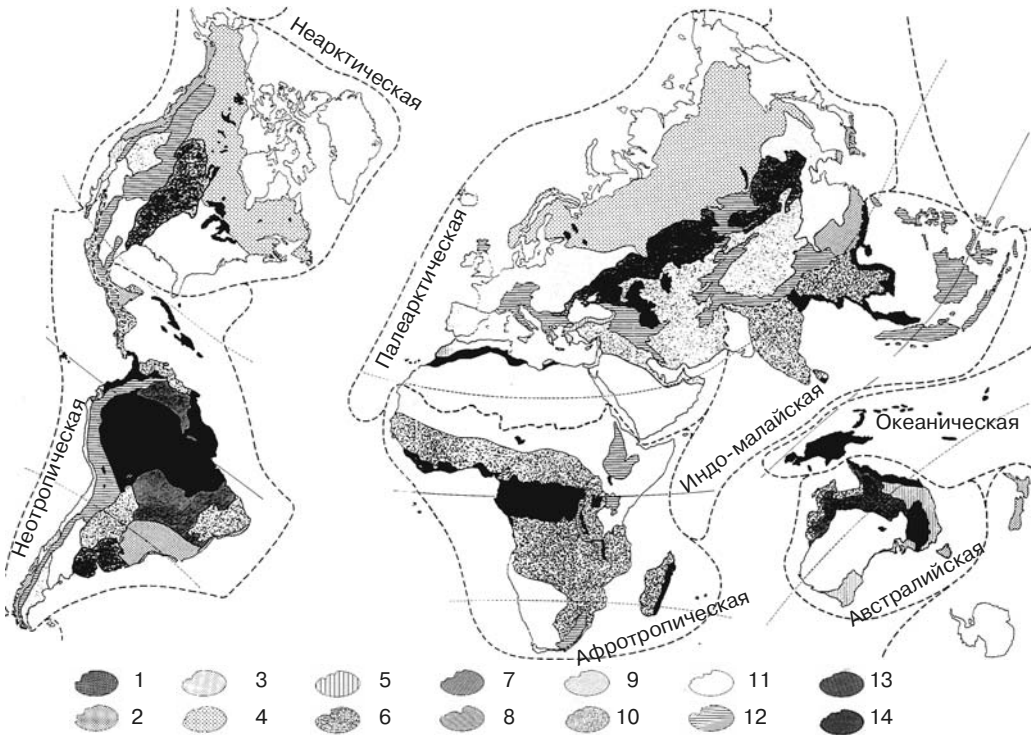 Неарктическая
Палеарктическая
Неотропическая
Индо-малайская
Океаническая
Афротропическая
Австралийская
1 3 5 7 9 11 13
2 4 6 8 10 12 14